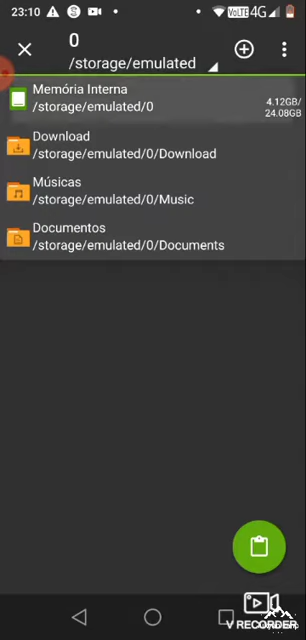 23:10 VoLTE 4G
0
/storage/emulated
Memória Interna
/storage/emulated/0
4.12GB/
24.08GB
Download
/storage/emulated/0/Download
Músicas
/storage/emulated/0/Music
Documentos
/storage/emulated/0/Documents
V RECORDER